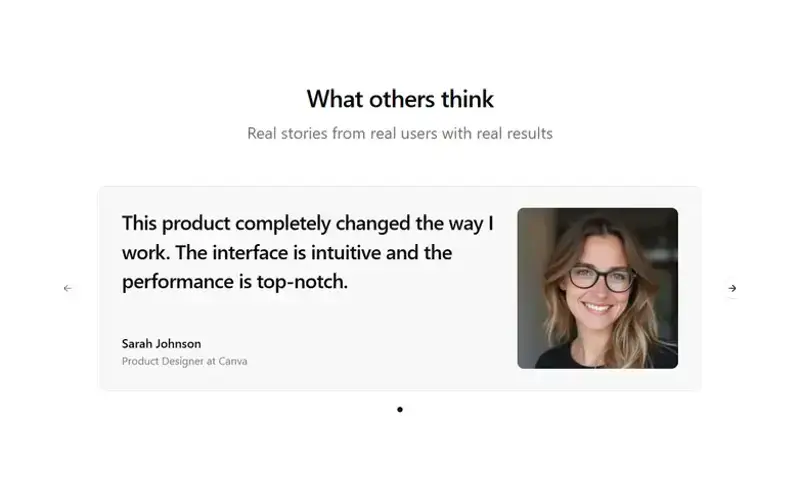 What others think
Real stories from real users with real results
This product completely changed the way I
work. The interface is intuitive and the
performance is top-notch.
Sarah Johnson
Product Designer at Canva